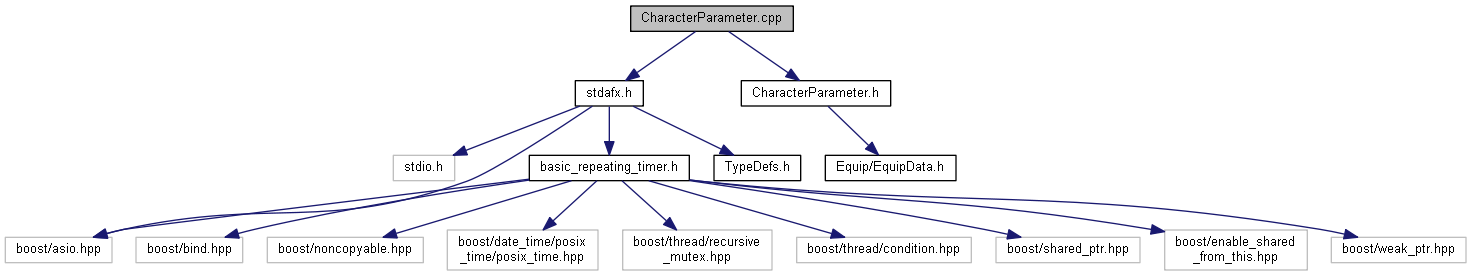 CharacterParameter.cpp
stdafx.h
CharacterParameter.h
stdio.h
basic_repeating_timer.h
TypeDefs.h
Equip/EquipData.h
boost/asio.hpp
boost/bind.hpp
boost/noncopyable.hpp
boost/date_time/posix
_time/posix_time.hpp
boost/thread/recursive
_mutex.hpp
boost/thread/condition.hpp
boost/shared_ptr.hpp
boost/enable_shared
_from_this.hpp
boost/weak_ptr.hpp